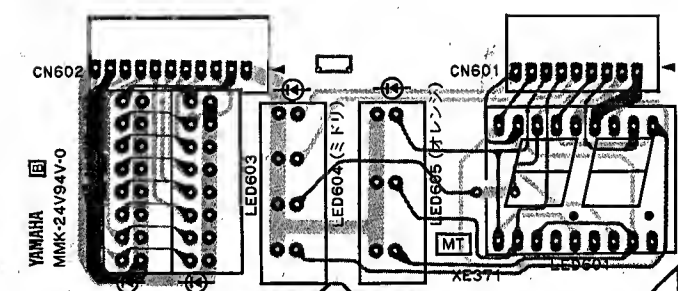 CN602
CN601
LED603
LED604(ミドリ)
LED605(オレンジ)
YAMAHA B
MMK-24V94V-0
MT
XE371
LED601